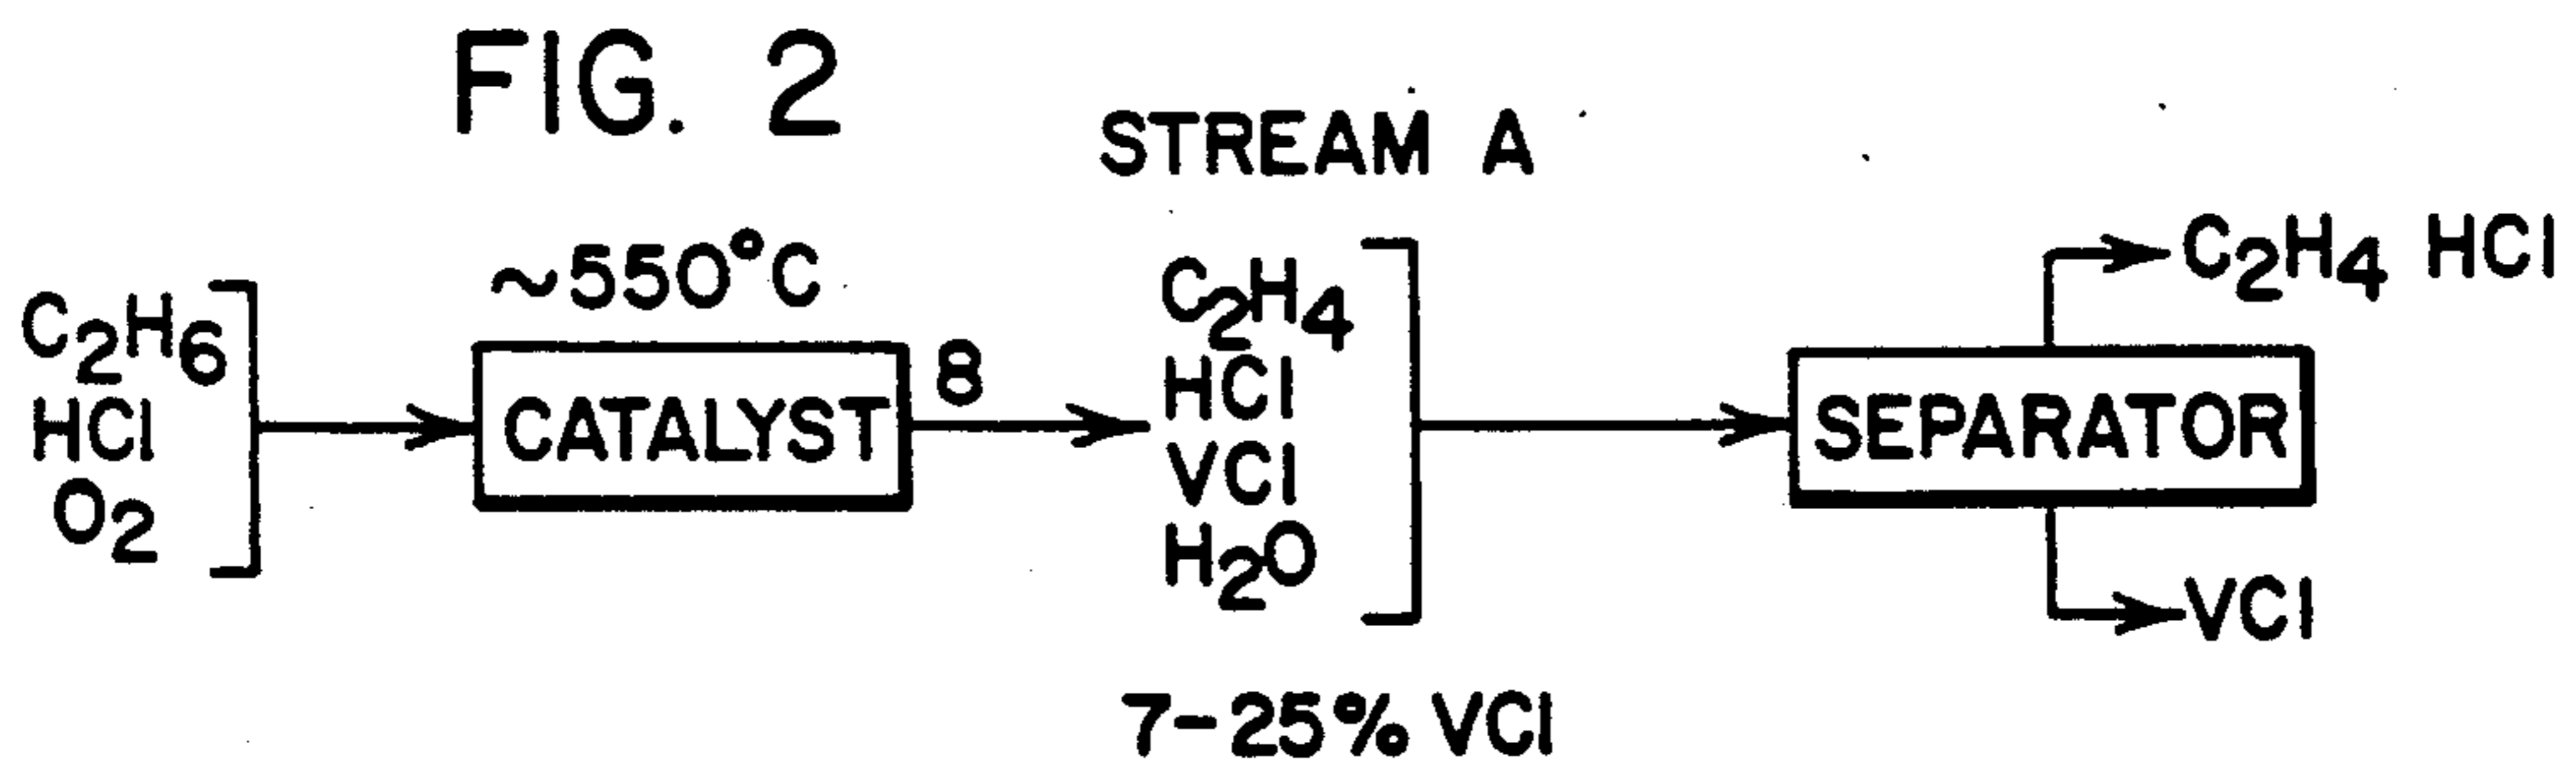 FIG. 2
STREAM A
~550°C
C2H6
HCl
O2
CATALYST
8
C2H4
HCl
VCl
H2O
7-25% VCl
SEPARATOR
C2H4 HCl
VCl